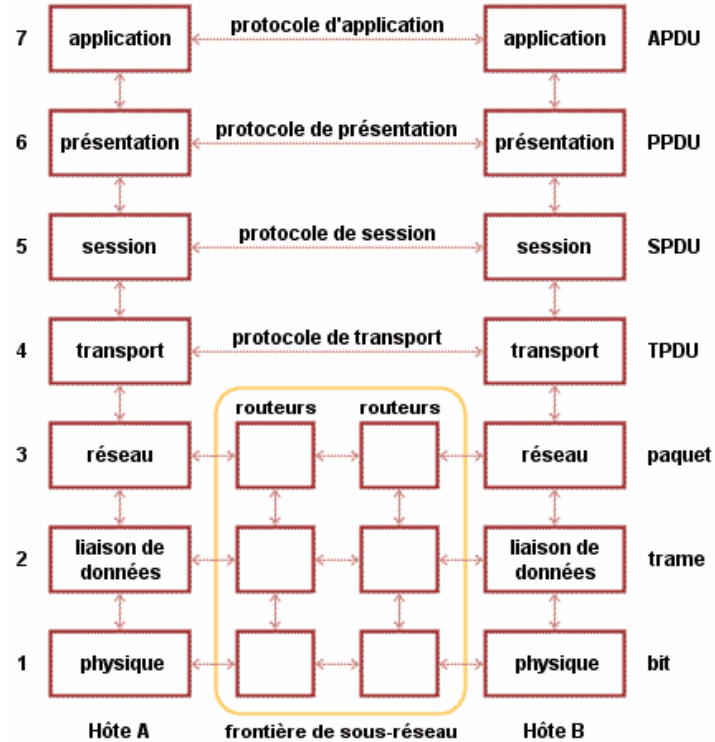 7 application protocole d'application application APDU
6 présentation protocole de présentation présentation PPDU
5 session protocole de session session SPDU
4 transport protocole de transport transport TPDU
routeurs routeurs
3 réseau réseau paquet
2 liaison de données liaison de données trame
1 physique physique bit
Hôte A frontière de sous-réseau Hôte B